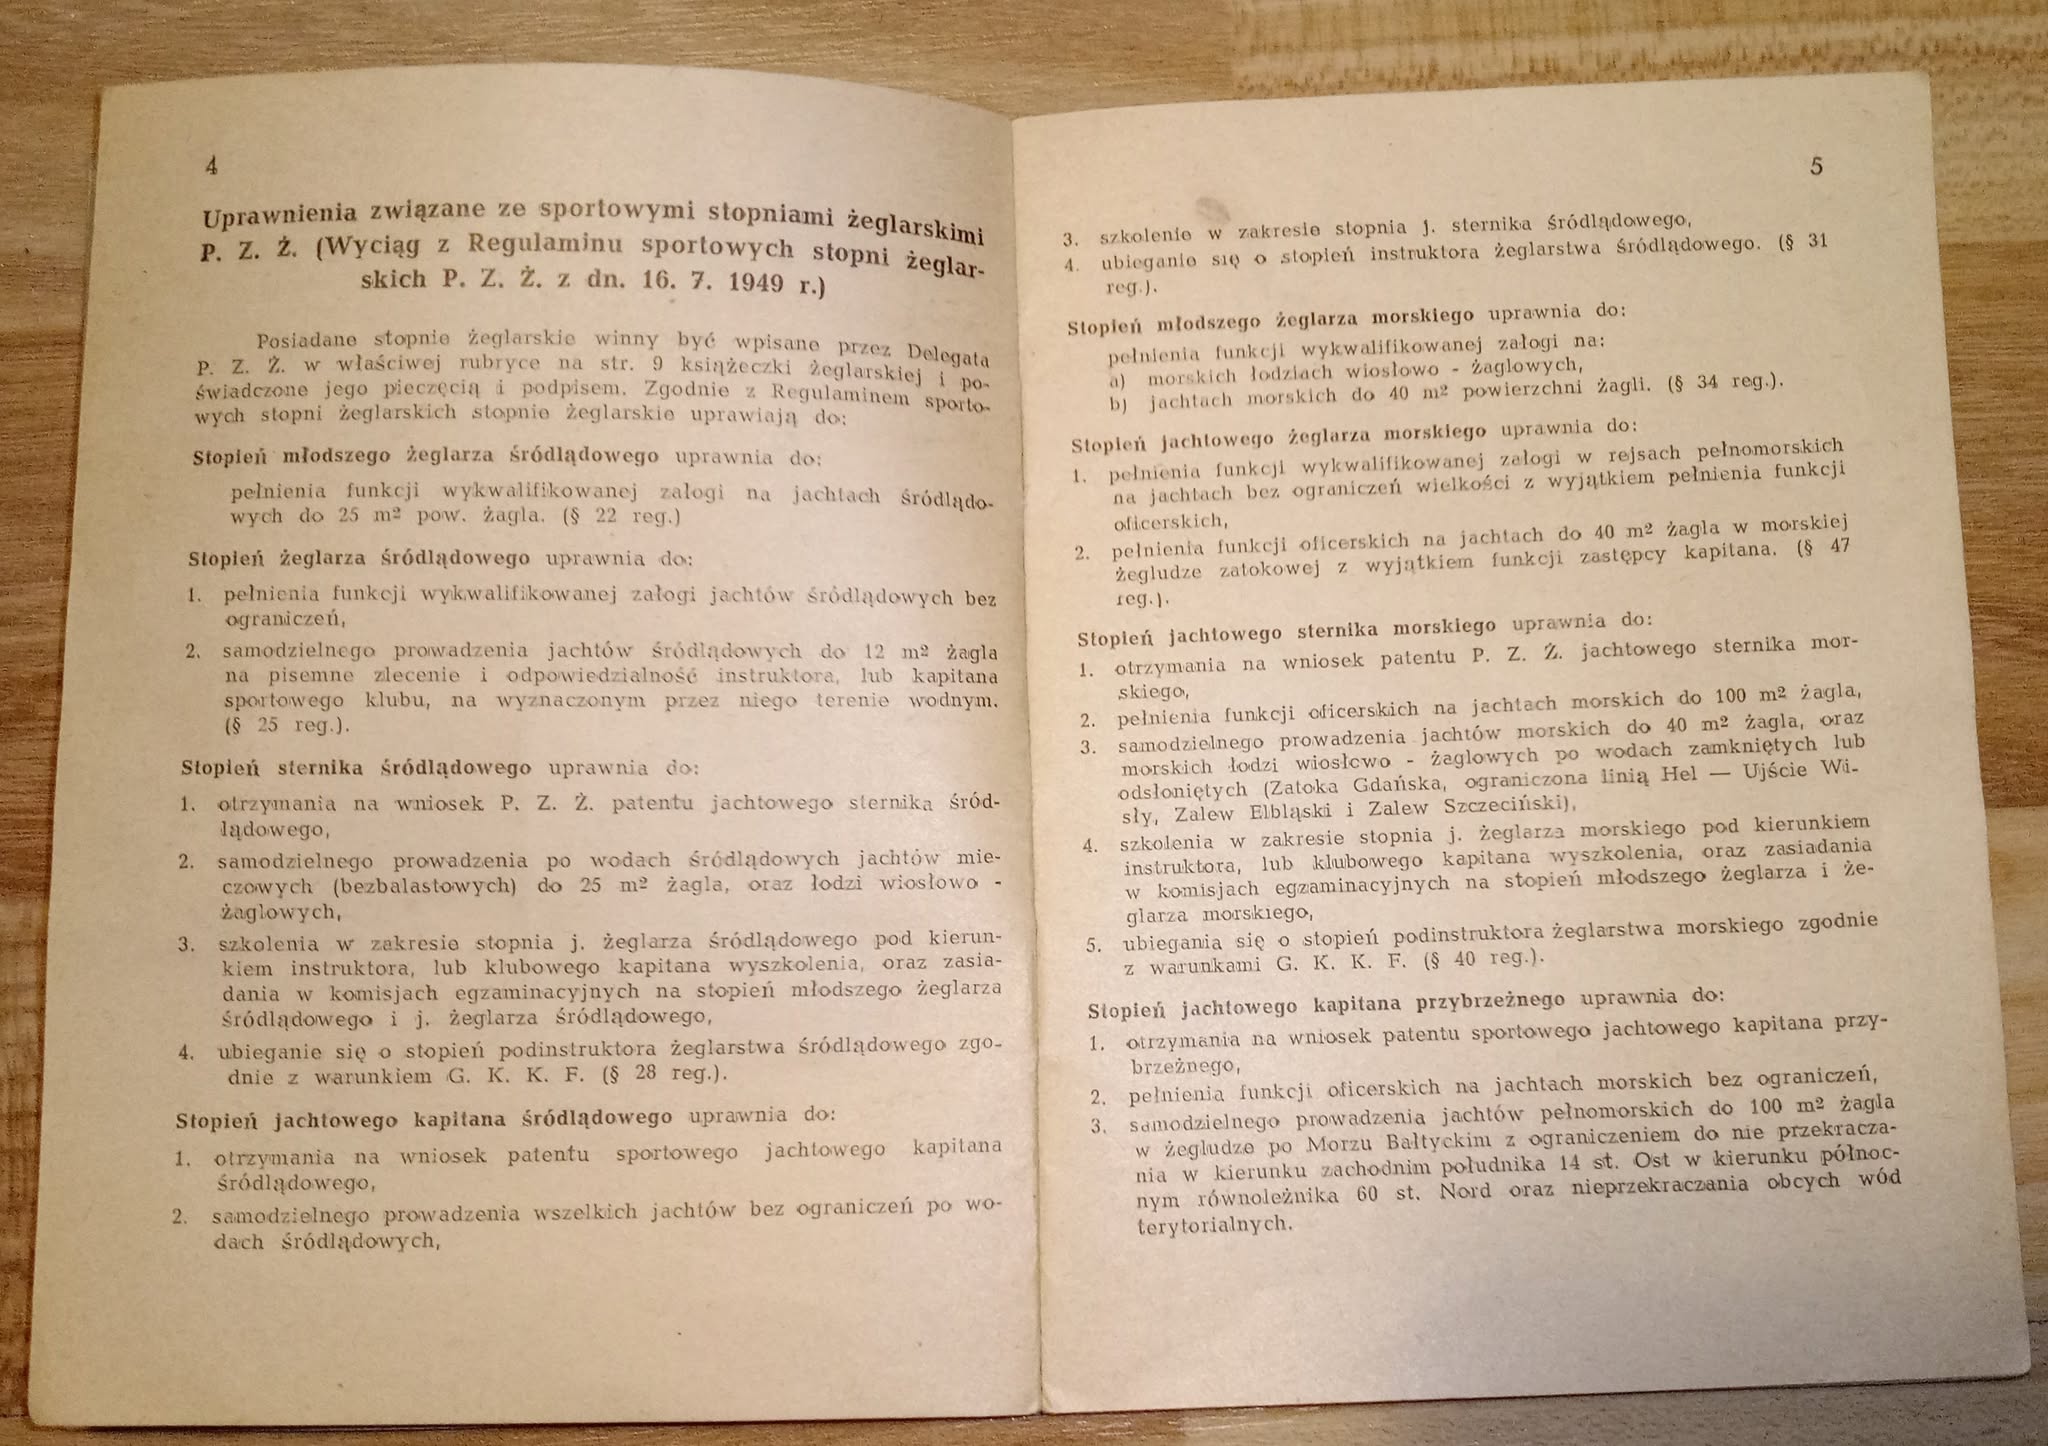 4
Uprawnienia związane ze sportowymi stopniami żeglarskimi
P. Z. Ż. (Wyciąg z Regulaminu sportowych stopni żeglar-
skich P. Z. Ż. z dn. 16. 7. 1949 r.)
Posiadane stopnie żeglarskie winny być wpisane przez Delegata
P. Z. Ż. w właściwej rubryce na str. 9 książeczki żeglarskiej i po-
świadczone jego pieczęcią i podpisem. Zgodnie z Regulaminem sporto-
wych stopni żeglarskich stopnie żeglarskie uprawiają do:
Stopień młodszego żeglarza śródlądowego uprawnia do:
pełnienia funkcji wykwalifikowanej załogi na jachtach śródlądo-
wych do 25 m² pow. żagla. (§ 22 reg.)
Stopień żeglarza śródlądowego uprawnia do:
1. pełnienia funkcji wykwalifikowanej załogi jachtów śródlądowych bez
ograniczeń,
2. samodzielnego prowadzenia jachtów śródlądowych do 12 m² żagla
na pisemne zlecenie i odpowiedzialność instruktora, lub kapitana
sportowego klubu, na wyznaczonym przez niego terenie wodnym.
(§ 25 reg.).
Stopień sternika śródlądowego uprawnia do:
1. otrzymania na wniosek P. Z. Ż. patentu jachtowego sternika śród-
lądowego,
2. samodzielnego prowadzenia po wodach śródlądowych jachtów mie-
czowych (bezbalastowych) do 25 m² żagla, oraz łodzi wiosłowo -
żaglowych,
3. szkolenia w zakresie stopnia j. żeglarza śródlądowego pod kierun-
kiem instruktora, lub klubowego kapitana wyszkolenia, oraz zasia-
dania w komisjach egzaminacyjnych na stopień młodszego żeglarza
śródlądowego i j. żeglarza śródlądowego,
4. ubieganie się o stopień podinstruktora żeglarstwa śródlądowego zgo-
dnie z warunkiem G. K. K. F. (§ 28 reg.).
Stopień jachtowego kapitana śródlądowego uprawnia do:
1. otrzymania na wniosek patentu sportowego jachtowego kapitana
śródlądowego,
2. samodzielnego prowadzenia wszelkich jachtów bez ograniczeń po wo-
dach śródlądowych,
5
3. szkolenie w zakresie stopnia j. sternika śródlądowego,
4. ubieganie się o stopień instruktora żeglarstwa śródlądowego. (§ 31
reg.).
Stopień młodszego żeglarza morskiego uprawnia do:
pełnienia funkcji wykwalifikowanej załogi na:
a) morskich łodziach wiosłowo - żaglowych,
b) jachtach morskich do 40 m² powierzchni żagli. (§ 34 reg.).
Stopień jachtowego żeglarza morskiego uprawnia do:
1. pełnienia funkcji wykwalifikowanej załogi w rejsach pełnomorskich
na jachtach bez ograniczeń wielkości z wyjątkiem pełnienia funkcji
oficerskich,
2. pełnienia funkcji oficerskich na jachtach do 40 m² żagla w morskiej
żegludze zatokowej z wyjątkiem funkcji zastępcy kapitana. (§ 47
reg.).
Stopień jachtowego sternika morskiego uprawnia do:
1. otrzymania na wniosek patentu P. Z. Ż. jachtowego sternika mor-
skiego,
2. pełnienia funkcji oficerskich na jachtach morskich do 100 m² żagla,
3. samodzielnego prowadzenia jachtów morskich do 40 m² żagla, oraz
morskich łodzi wiosłowo - żaglowych po wodach zamkniętych lub
odsłoniętych (Zatoka Gdańska, ograniczona linią Hel — Ujście Wi-
sły, Zalew Elbląski i Zalew Szczeciński),
4. szkolenia w zakresie stopnia j. żeglarza morskiego pod kierunkiem
instruktora, lub klubowego kapitana wyszkolenia, oraz zasiadania
w komisjach egzaminacyjnych na stopień młodszego żeglarza i że-
glarza morskiego,
5. ubiegania się o stopień podinstruktora żeglarstwa morskiego zgodnie
z warunkami G. K. K. F. (§ 40 reg.).
Stopień jachtowego kapitana przybrzeżnego uprawnia do:
1. otrzymania na wniosek patentu sportowego jachtowego kapitana przy-
brzeżnego,
2. pełnienia funkcji oficerskich na jachtach morskich bez ograniczeń,
3. samodzielnego prowadzenia jachtów pełnomorskich do 100 m² żagla
w żegludze po Morzu Bałtyckim z ograniczeniem do nie przekracza-
nia w kierunku zachodnim południka 14 st. Ost w kierunku północ-
nym równoleżnika 60 st. Nord oraz nieprzekraczania obcych wód
terytorialnych.